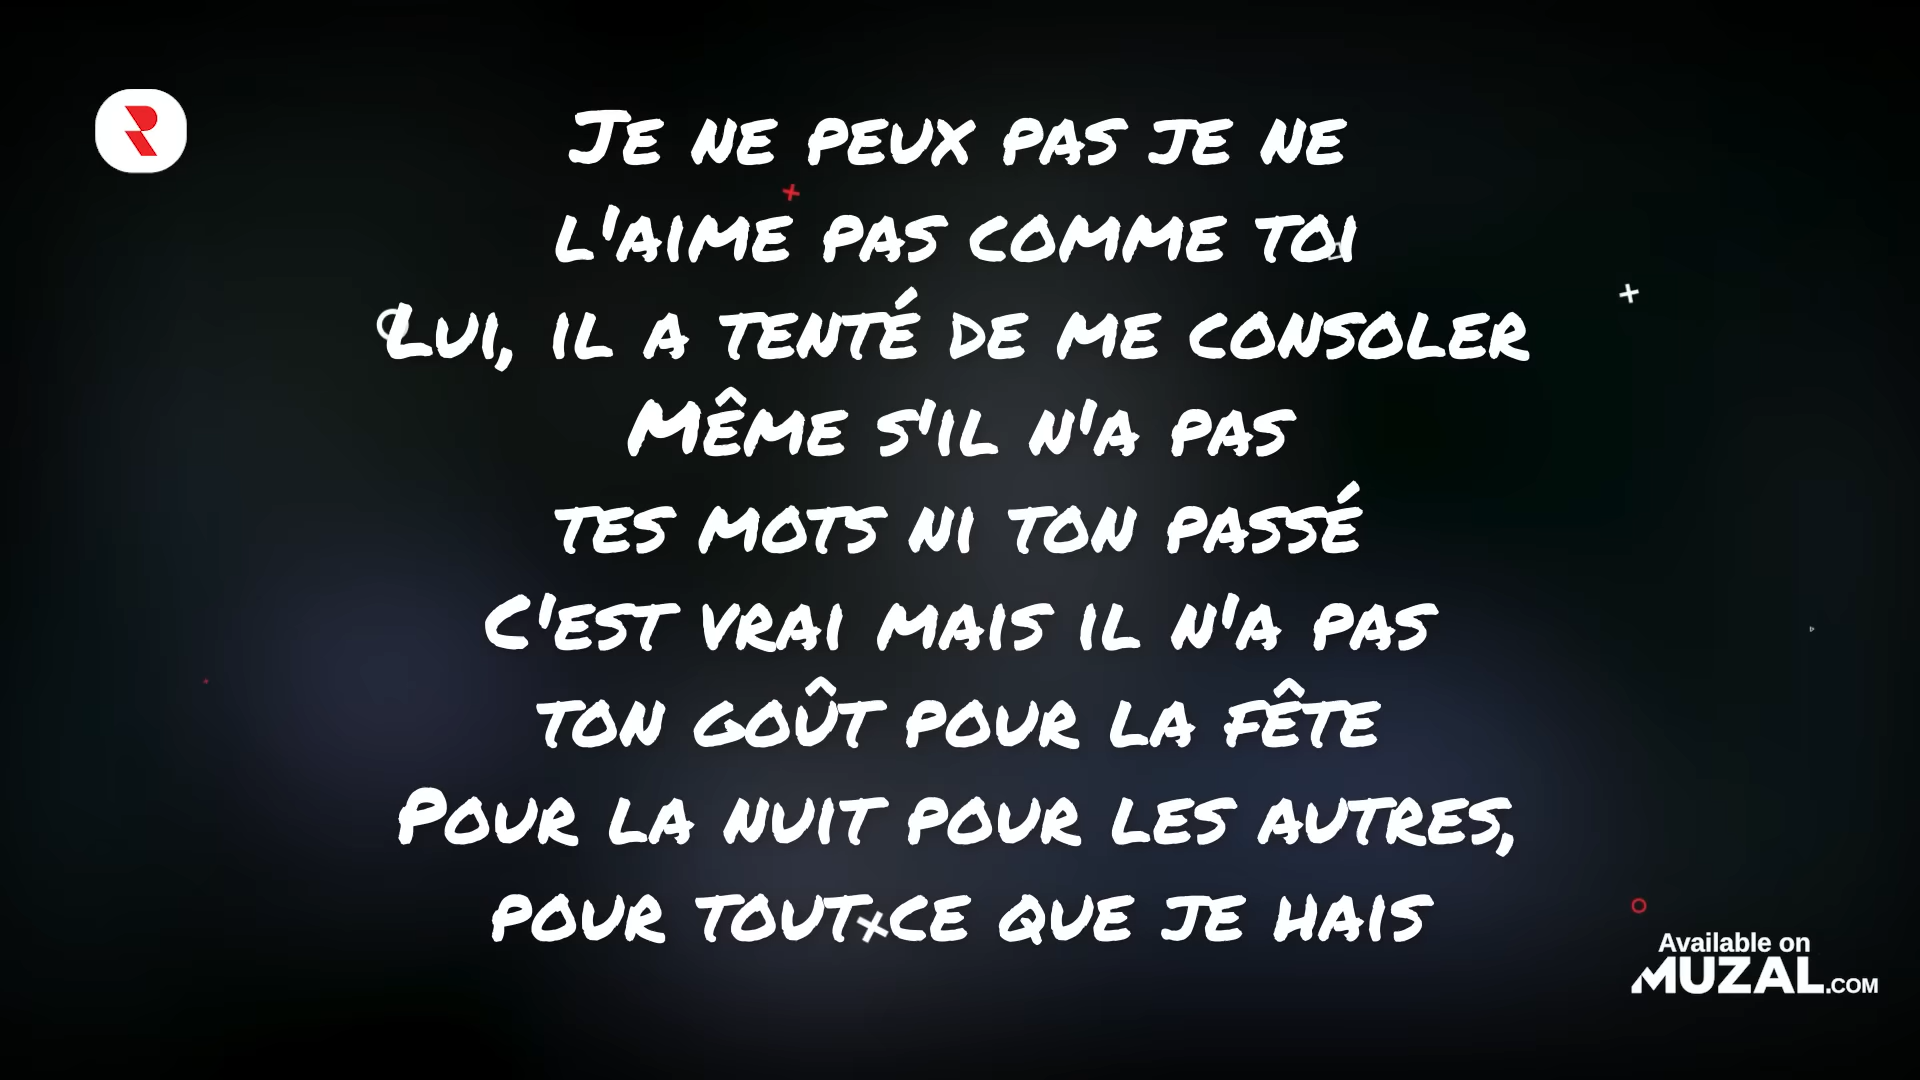 Je ne peux pas je ne
l'aime pas comme toi
Lui, il a tenté de me consoler
Même s'il n'a pas
tes mots ni ton passé
C'est vrai mais il n'a pas
ton goût pour la fête
Pour la nuit pour les autres,
pour tout ce que je hais
Available on
MUZAL.COM